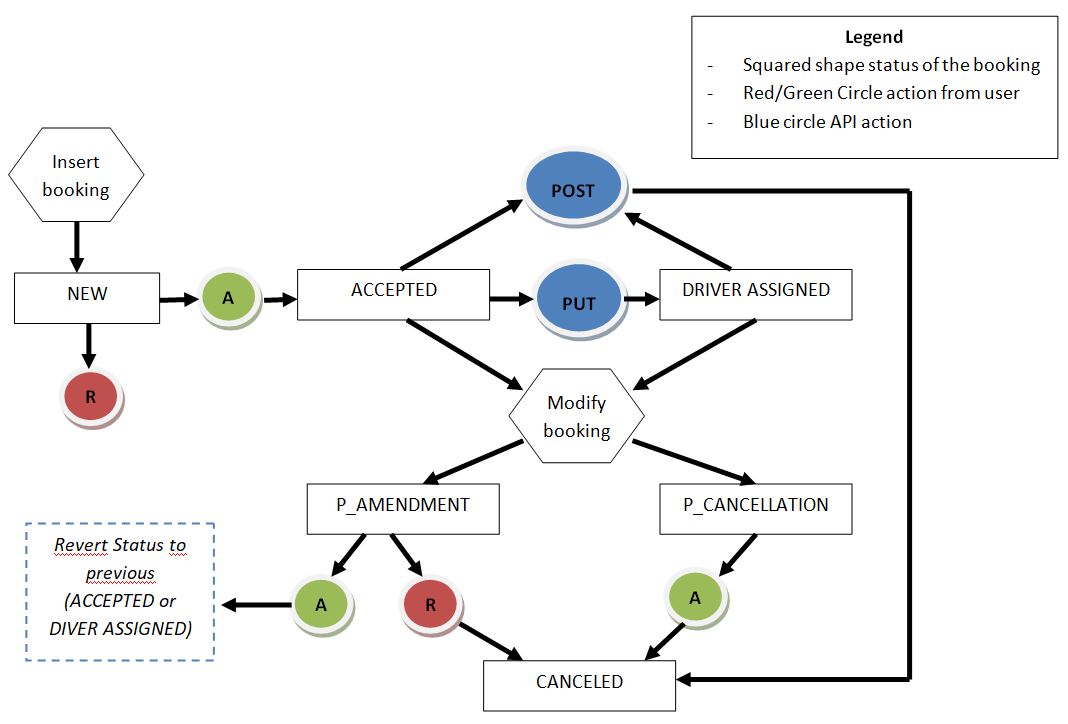 Legend
- Squared shape status of the booking
- Red/Green Circle action from user
- Blue circle API action
Insert
booking
POST
NEW
A
ACCEPTED
PUT
DRIVER ASSIGNED
R
Modify
booking
P_AMENDMENT
P_CANCELLATION
Revert Status to
previous
(ACCEPTED or
DIVER ASSIGNED)
A
R
A
CANCELED